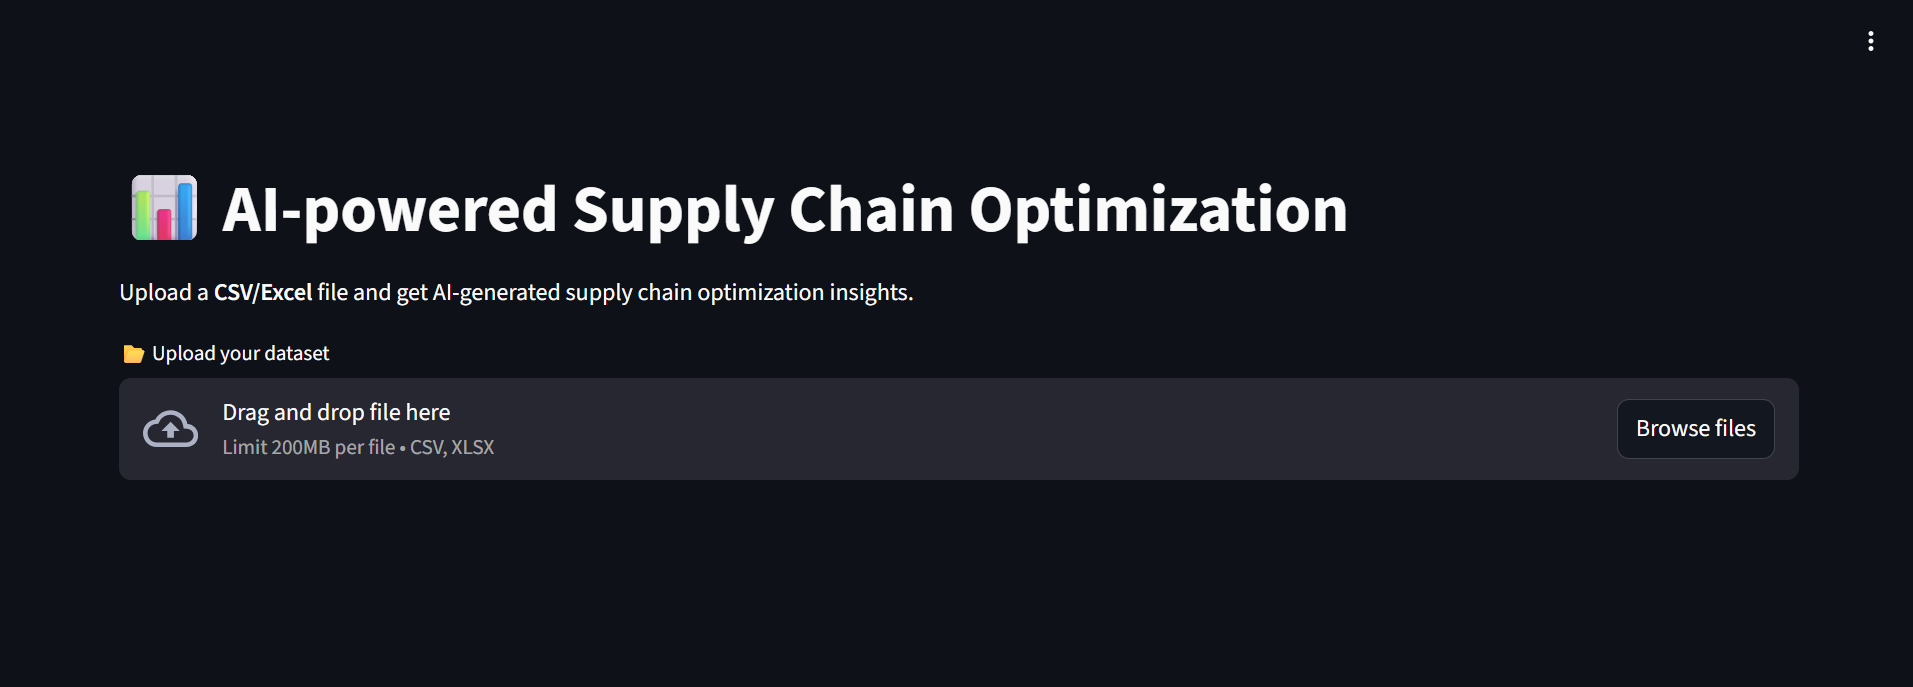 AI-powered Supply Chain Optimization
Upload a CSV/Excel file and get AI-generated supply chain optimization insights.
Upload your dataset
Drag and drop file here
Limit 200MB per file • CSV, XLSX
Browse files